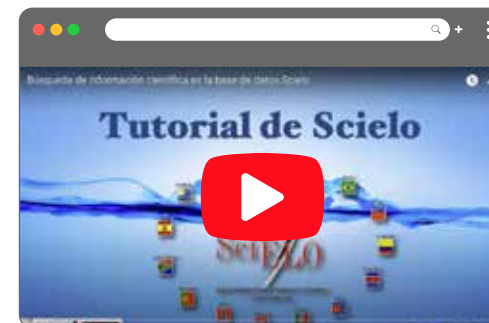 Búsqueda de información científica en la base de datos Scielo
Tutorial de Scielo
SciELO